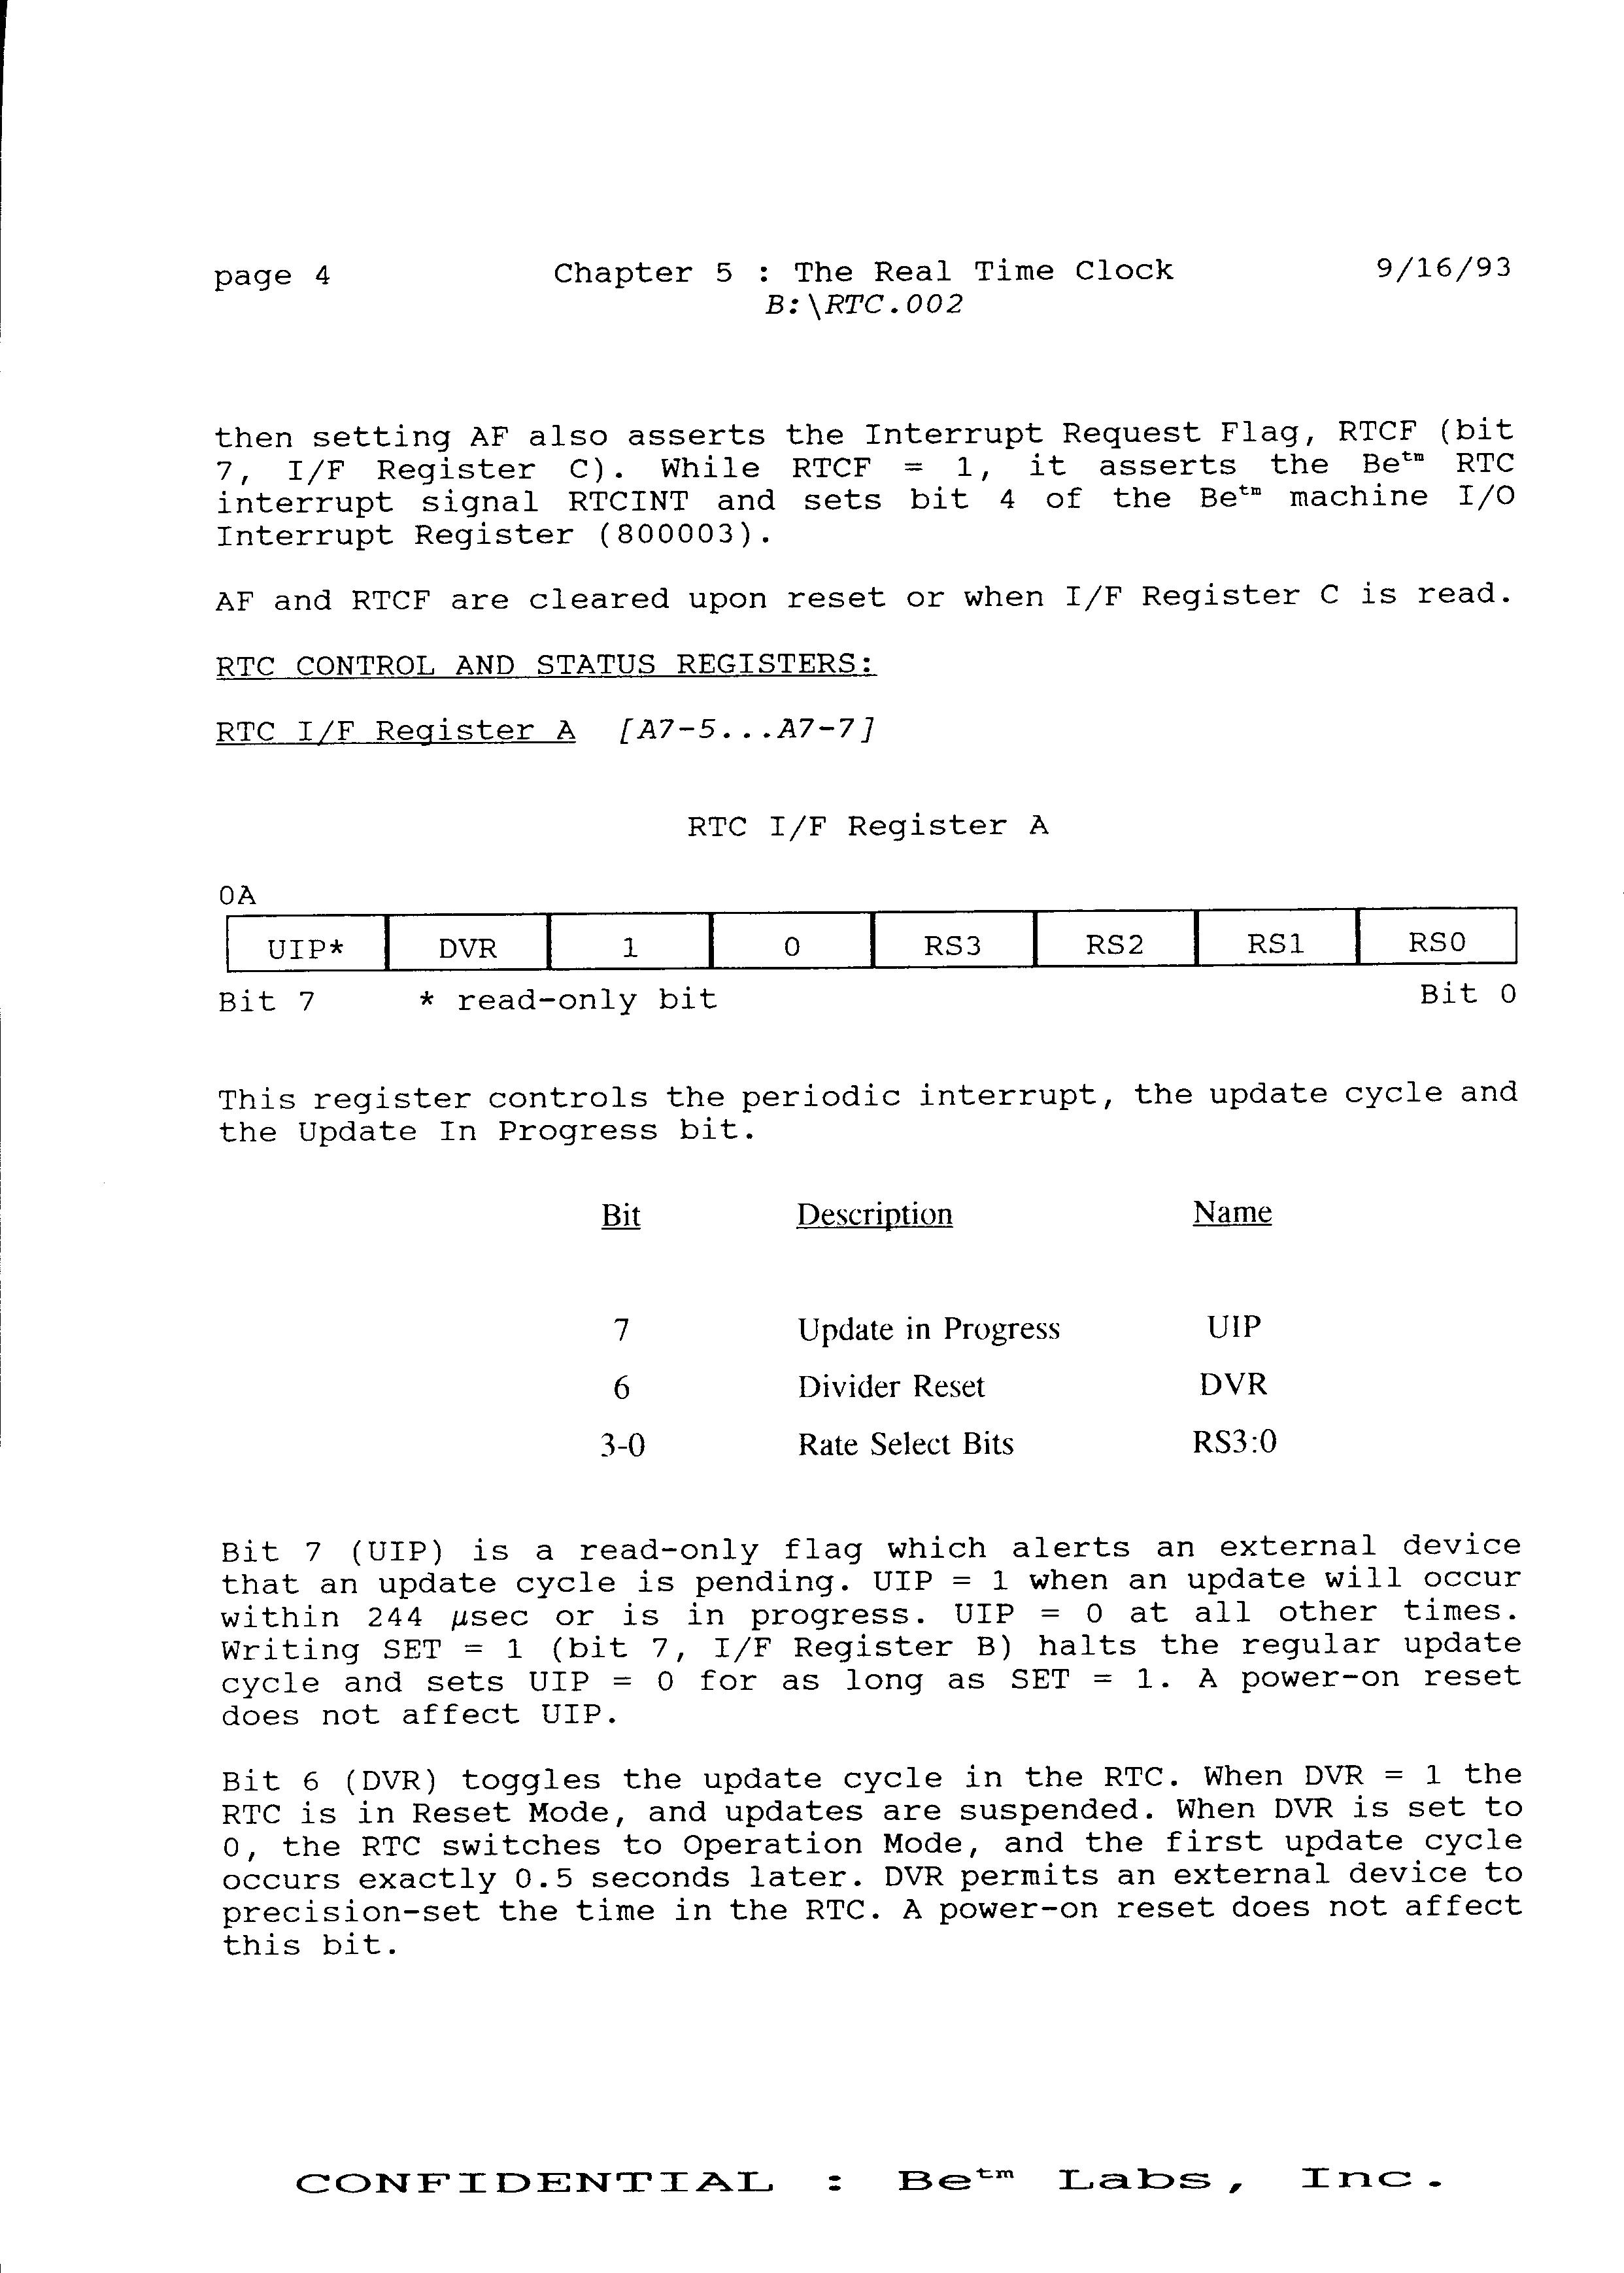 page 4 Chapter 5 : The Real Time Clock 9/16/93
B:\RTC.002
then setting AF also asserts the Interrupt Request Flag, RTCF (bit
7, I/F Register C). While RTCF = 1, it asserts the Be™ RTC
interrupt signal RTCINT and sets bit 4 of the Be™ machine I/O
Interrupt Register (800003).
AF and RTCF are cleared upon reset or when I/F Register C is read.
RTC CONTROL AND STATUS REGISTERS:
RTC I/F Register A [A7-5...A7-7]
RTC I/F Register A
0A
UIP* DVR 1 0 RS3 RS2 RS1 RS0
Bit 7 * read-only bit Bit 0
This register controls the periodic interrupt, the update cycle and
the Update In Progress bit.
Bit Description Name
7 Update in Progress UIP
6 Divider Reset DVR
3-0 Rate Select Bits RS3:0
Bit 7 (UIP) is a read-only flag which alerts an external device
that an update cycle is pending. UIP = 1 when an update will occur
within 244 µsec or is in progress. UIP = 0 at all other times.
Writing SET = 1 (bit 7, I/F Register B) halts the regular update
cycle and sets UIP = 0 for as long as SET = 1. A power-on reset
does not affect UIP.
Bit 6 (DVR) toggles the update cycle in the RTC. When DVR = 1 the
RTC is in Reset Mode, and updates are suspended. When DVR is set to
0, the RTC switches to Operation Mode, and the first update cycle
occurs exactly 0.5 seconds later. DVR permits an external device to
precision-set the time in the RTC. A power-on reset does not affect
this bit.
CONFIDENTIAL : Be™ Labs, Inc.